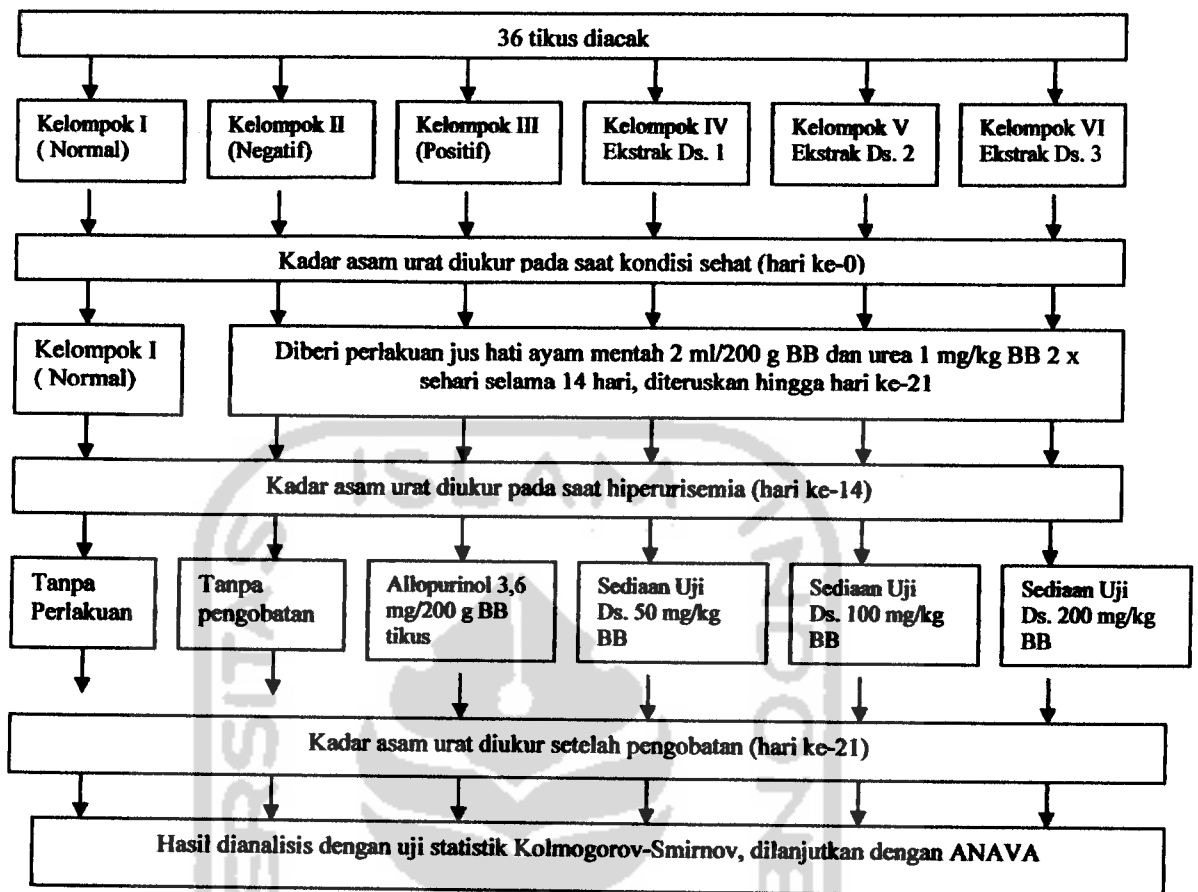 36 tikus diacak
Kelompok I
( Normal)
Kelompok II
(Negatif)
Kelompok III
(Positif)
Kelompok IV
Ekstrak Ds. 1
Kelompok V
Ekstrak Ds. 2
Kelompok VI
Ekstrak Ds. 3
Kadar asam urat diukur pada saat kondisi sehat (hari ke-0)
Kelompok I
( Normal)
Diberi perlakuan jus hati ayam mentah 2 ml/200 g BB dan urea 1 mg/kg BB 2 x
sehari selama 14 hari, diteruskan hingga hari ke-21
Kadar asam urat diukur pada saat hiperurisemia (hari ke-14)
Tanpa
Perlakuan
Tanpa
pengobatan
Allopurinol 3,6
mg/200 g BB
tikus
Sediaan Uji
Ds. 50 mg/kg
BB
Sediaan Uji
Ds. 100 mg/kg
BB
Sediaan Uji
Ds. 200 mg/kg
BB
Kadar asam urat diukur setelah pengobatan (hari ke-21)
Hasil dianalisis dengan uji statistik Kolmogorov-Smirnov, dilanjutkan dengan ANAVA
ISLAM